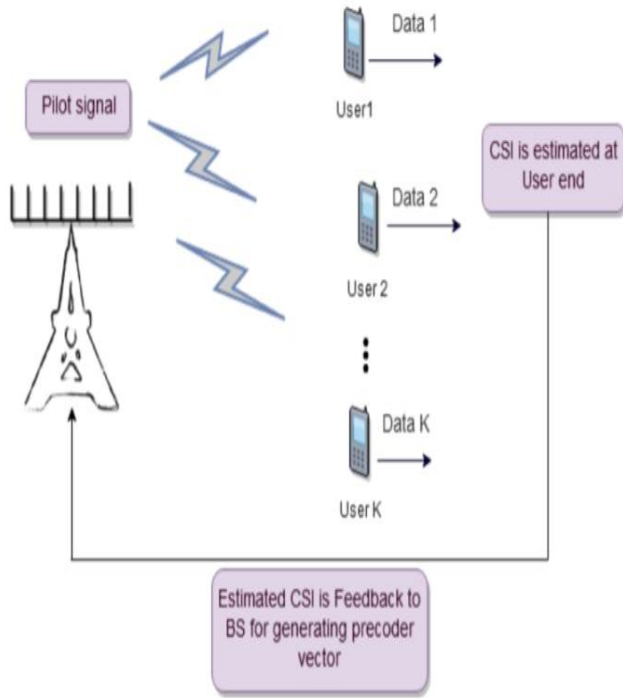 Data 1
Pilot signal
User1
CSI is estimated at
User end
Data 2
User 2
Data K
User K
Estimated CSI is Feedback to
BS for generating precoder
vector